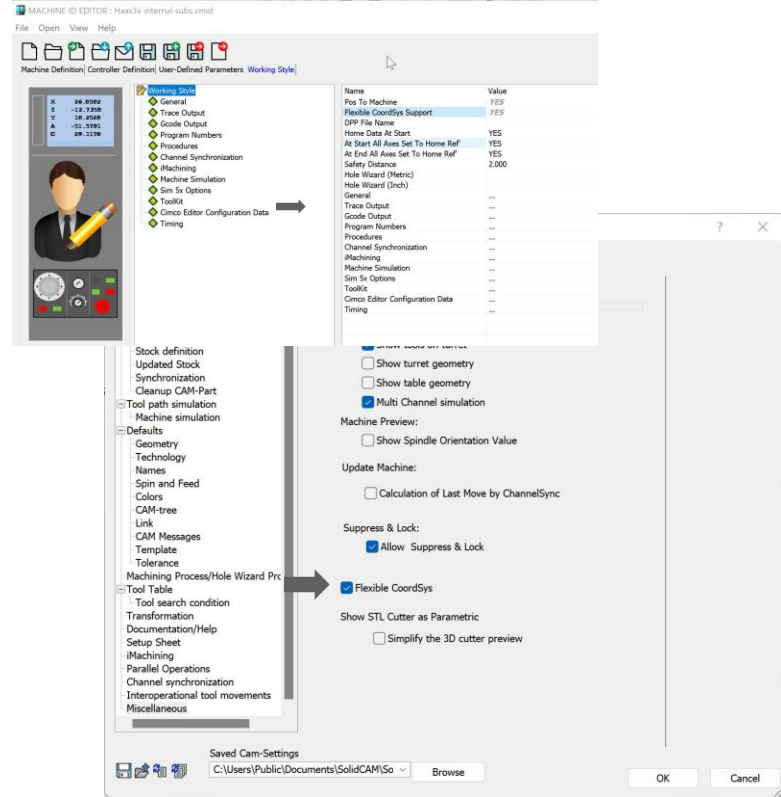 MACHINE ID EDITOR : Haas3x internal subs.vmid
File Open View Help
Machine Definition Controller Definition User-Defined Parameters Working Style
X 26.0502
Z -12.7350
Y 18.2520
A -51.5791
C 29.1170
Working Style
General
Trace Output
Gcode Output
Program Numbers
Procedures
Channel Synchronization
iMachining
Machine Simulation
Sim 5x Options
ToolKit
Cimco Editor Configuration Data
Timing
Name Value
Pos To Machine YES
Flexible CoordSys Support YES
DPP File Name
Home Data At Start YES
At Start All Axes Set To Home Ref' YES
At End All Axes Set To Home Ref' YES
Safety Distance 2.000
Hole Wizard (Metric)
Hole Wizard (Inch)
General ...
Trace Output ...
Gcode Output ...
Program Numbers ...
Procedures ...
Channel Synchronization ...
iMachining ...
Machine Simulation ...
Sim 5x Options ...
ToolKit ...
Cimco Editor Configuration Data ...
Timing ...
? X
Stock definition
Updated Stock
Synchronization
Cleanup CAM-Part
Tool path simulation
Machine simulation
Defaults
Geometry
Technology
Names
Spin and Feed
Colors
CAM-tree
Link
CAM Messages
Template
Tolerance
Machining Process/Hole Wizard Prc
Tool Table
Tool search condition
Transformation
Documentation/Help
Setup Sheet
iMachining
Parallel Operations
Channel synchronization
Interoperational tool movements
Miscellaneous
Show tools on turret
Show turret geometry
Show table geometry
Multi Channel simulation
Machine Preview:
Show Spindle Orientation Value
Update Machine:
Calculation of Last Move by ChannelSync
Suppress & Lock:
Allow Suppress & Lock
Flexible CoordSys
Show STL Cutter as Parametric
Simplify the 3D cutter preview
Saved Cam-Settings
C:\Users\Public\Documents\SolidCAM\So
Browse
OK
Cancel